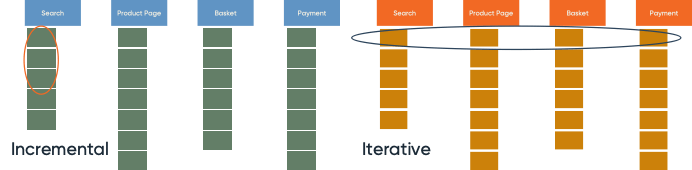 Search Product Page Basket Payment Search Product Page Basket Payment
Incremental Iterative